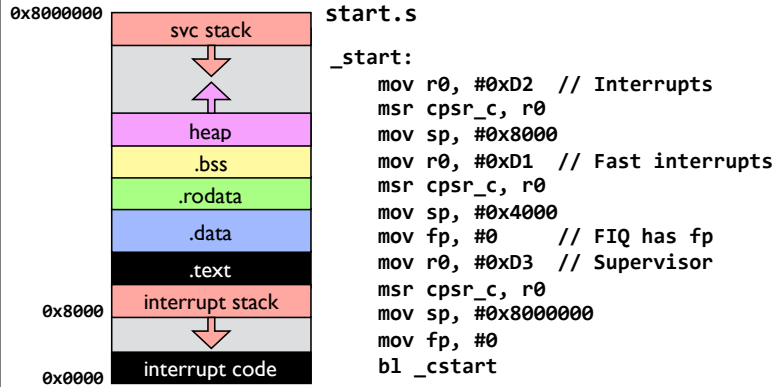 0x8000000
svc stack
heap
.bss
.rodata
.data
.text
interrupt stack
0x8000
interrupt code
0x0000
start.s
_start:
mov r0, #0xD2  // Interrupts
msr cpsr_c, r0
mov sp, #0x8000
mov r0, #0xD1  // Fast interrupts
msr cpsr_c, r0
mov sp, #0x4000
mov fp, #0     // FIQ has fp
mov r0, #0xD3  // Supervisor
msr cpsr_c, r0
mov sp, #0x8000000
mov fp, #0
bl _cstart